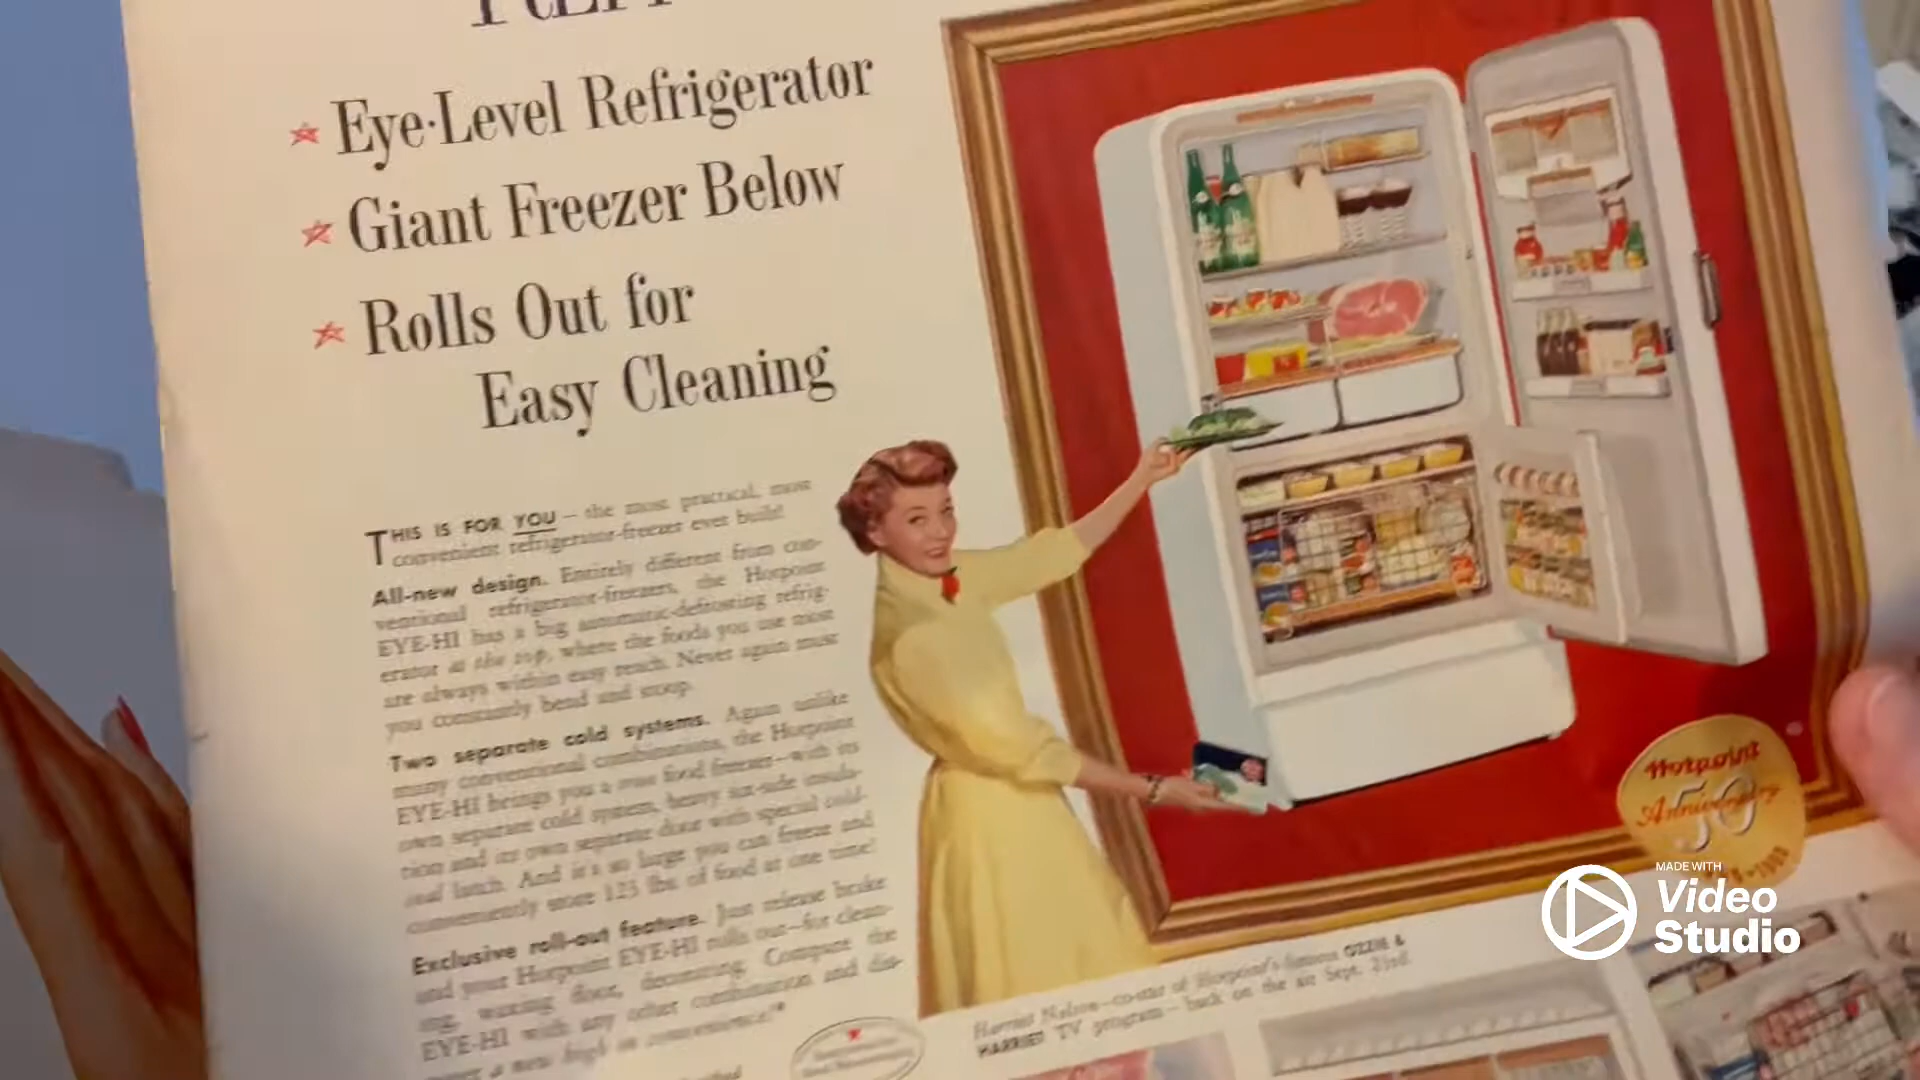 Eye-Level Refrigerator
Giant Freezer Below
Rolls Out for
Easy Cleaning
THIS IS FOR YOU – the most practical, most
convenient refrigerator-freezer ever built!
All-new design. Entirely different from con-
ventional refrigerator-freezers, the Hotpoint
EYE-HI has a big automatic-defrosting refrig-
erator at the top, where the foods you use most
are always within easy reach. Never again must
you constantly bend and stoop.
Two separate cold systems. Again unlike
many conventional combinations, the Hotpoint
EYE-HI brings you a true food freezer—with its
own separate cold system, heavy six-side insula-
tion and its own separate door with special cold-
seal latch. And it's so large you can freeze and
conveniently store 125 lbs of food at one time!
Exclusive roll-out feature. Just release brake
and your Hotpoint EYE-HI rolls out—for clean-
ing, waxing floor, decorating. Compare the
EYE-HI with any other combination and dis-
a new high in convenience!*
Harriet Nelson—co-star of Hotpoint's famous OZZIE &
HARRIET TV program—back on the air Sept. 23rd.
Hotpoint
Anniversary
50
MADE WITH
Video
Studio